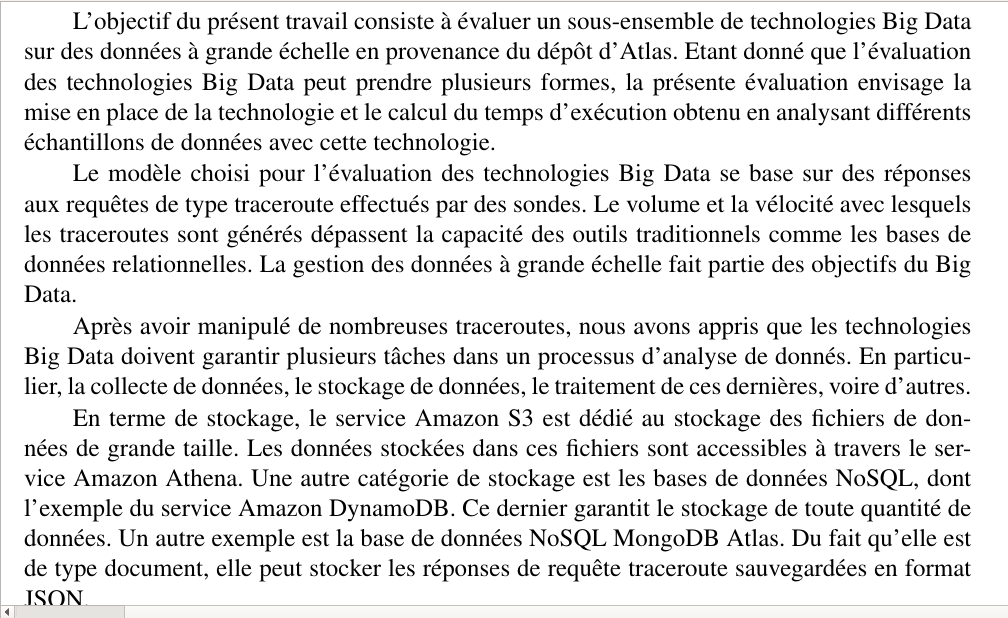 L'objectif du présent travail consiste à évaluer un sous-ensemble de technologies Big Data
sur des données à grande échelle en provenance du dépôt d'Atlas. Etant donné que l'évaluation
des technologies Big Data peut prendre plusieurs formes, la présente évaluation envisage la
mise en place de la technologie et le calcul du temps d'exécution obtenu en analysant différents
échantillons de données avec cette technologie.
Le modèle choisi pour l'évaluation des technologies Big Data se base sur des réponses
aux requêtes de type traceroute effectués par des sondes. Le volume et la vélocité avec lesquels
les traceroutes sont générés dépassent la capacité des outils traditionnels comme les bases de
données relationnelles. La gestion des données à grande échelle fait partie des objectifs du Big
Data.
Après avoir manipulé de nombreuses traceroutes, nous avons appris que les technologies
Big Data doivent garantir plusieurs tâches dans un processus d'analyse de donnés. En particu-
lier, la collecte de données, le stockage de données, le traitement de ces dernières, voire d'autres.
En terme de stockage, le service Amazon S3 est dédié au stockage des fichiers de don-
nées de grande taille. Les données stockées dans ces fichiers sont accessibles à travers le ser-
vice Amazon Athena. Une autre catégorie de stockage est les bases de données NoSQL, dont
l'exemple du service Amazon DynamoDB. Ce dernier garantit le stockage de toute quantité de
données. Un autre exemple est la base de données NoSQL MongoDB Atlas. Du fait qu'elle est
de type document, elle peut stocker les réponses de requête traceroute sauvegardées en format
JSON.